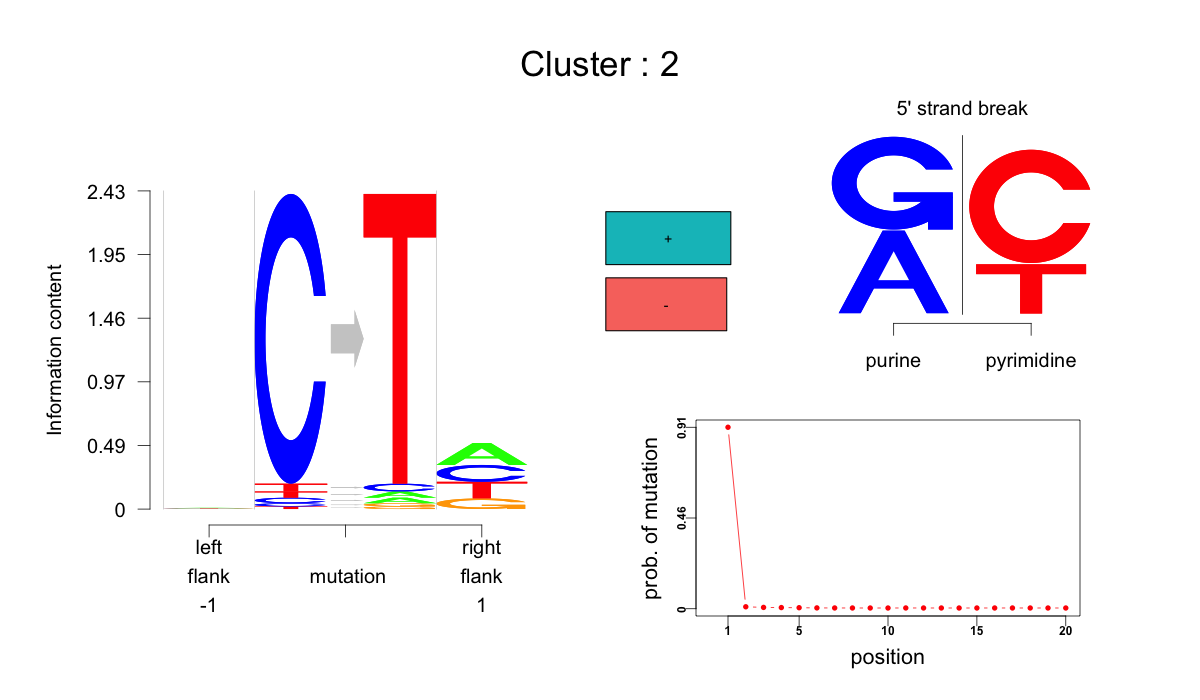 Cluster : 2
5' strand break
G
C
A
T
purine
pyrimidine
+
-
Information content
2.43
1.95
1.46
0.97
0.49
0
C
T
T
C
C
T
C
A
A
G
A
C
T
G
left
flank
-1
mutation
right
flank
1
prob. of mutation
0.91
0.46
0
1
5
10
15
20
position